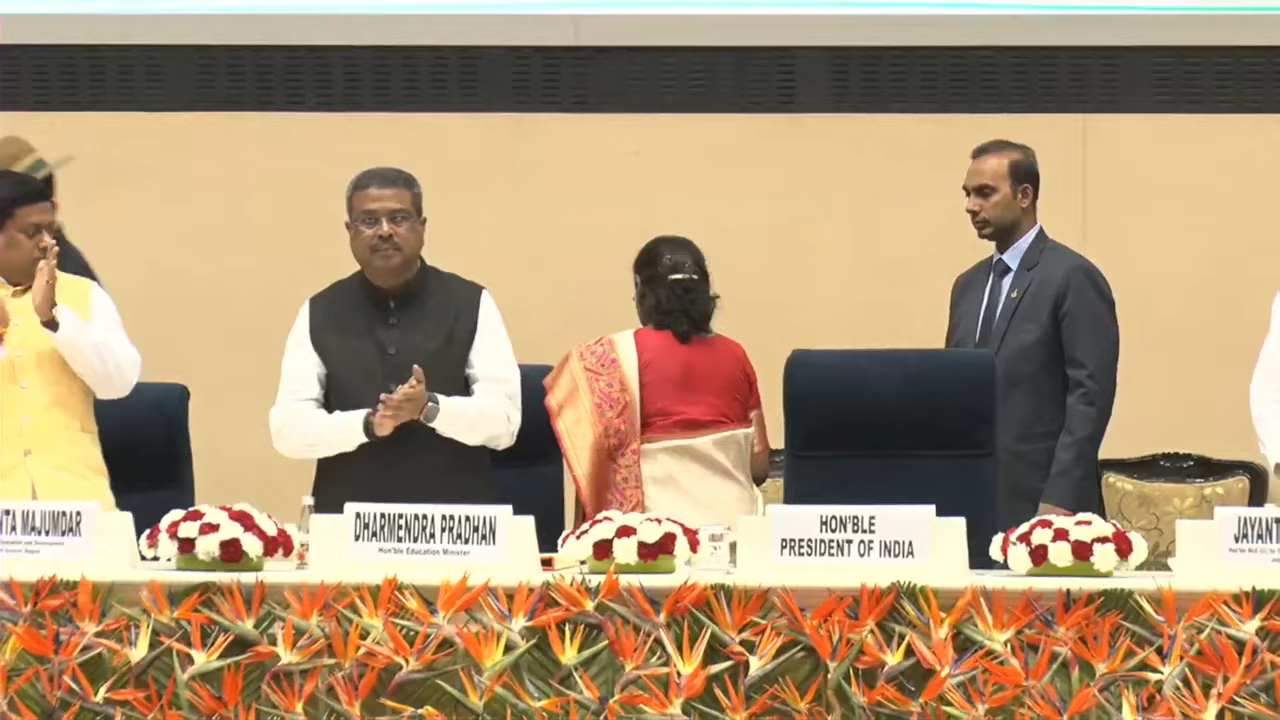 NTA MAJUMDAR
DHARMENDRA PRADHAN
Hon'ble Education Minister
HON'BLE
PRESIDENT OF INDIA
JAYANT